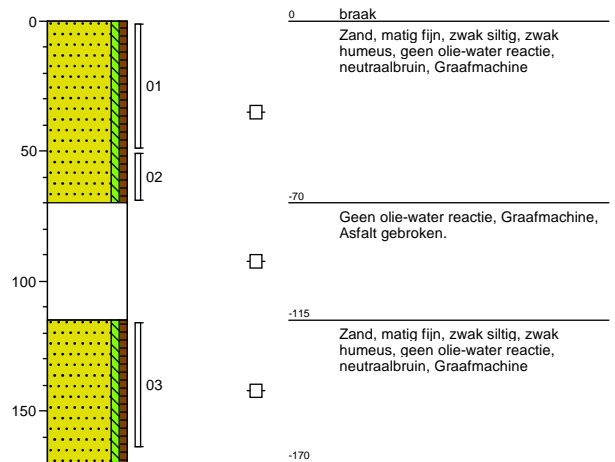 0
0
braak
Zand, matig fijn, zwak siltig, zwak
humeus, geen olie-water reactie,
neutraalbruin, Graafmachine
01
50
02
-70
Geen olie-water reactie, Graafmachine,
Asfalt gebroken.
100
-115
Zand, matig fijn, zwak siltig, zwak
humeus, geen olie-water reactie,
neutraalbruin, Graafmachine
03
150
-170